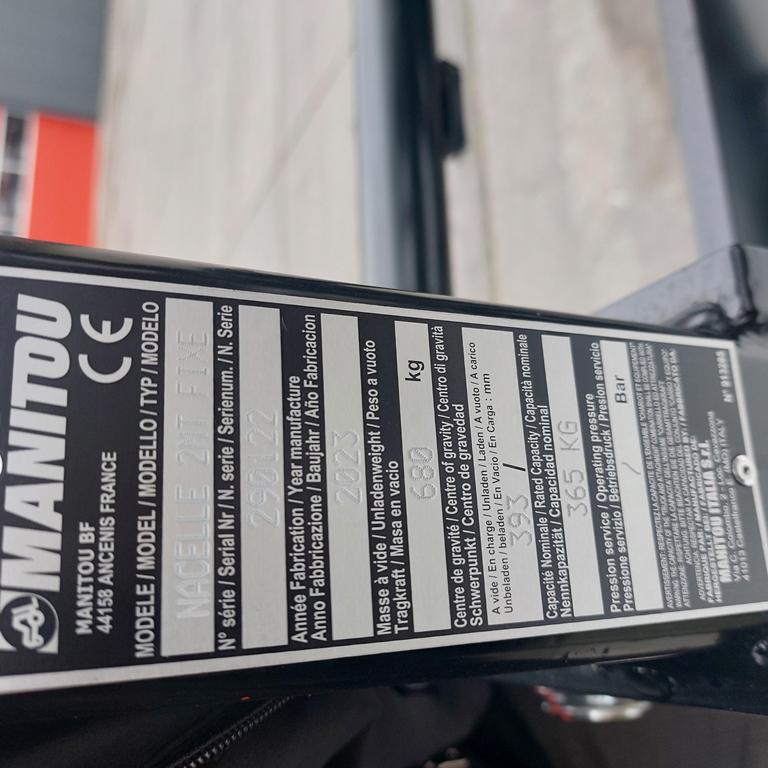 MANITOU
CE
MANITOU BF
44158 ANCENIS FRANCE
MODELE / MODEL / MODELLO / TYP / MODELO
NACELLE 2MT FIXE
N° série / Serial Nr / N. série / Serienum. / N. Serie
290122
Année Fabrication / Year manufacture
Anno Fabbricazione / Baujahr / Año Fabricacion
2023
Masse à vide / Unladenweight / Peso a vuoto
Tragkraft / Masa en vacio
680 kg
Centre de gravité / Centre of gravity / Centro di gravità
Schwerpunkt / Centro de gravedad
A vide / En charge / Unladen / Laden / A vuoto / A carico
Unbeladen / beladen / En Vacio / En Carga : mm
393 /
Capacité Nominale / Rated Capacity / Capacità nominale
Nennkapazität / Capacidad nominal
365 KG
Pression service / Operating pressure
Pressione servizio / Betriebsdruck / Presion servicio
/ Bar
MANITOU ITALIA S.r.l.
N° 913265